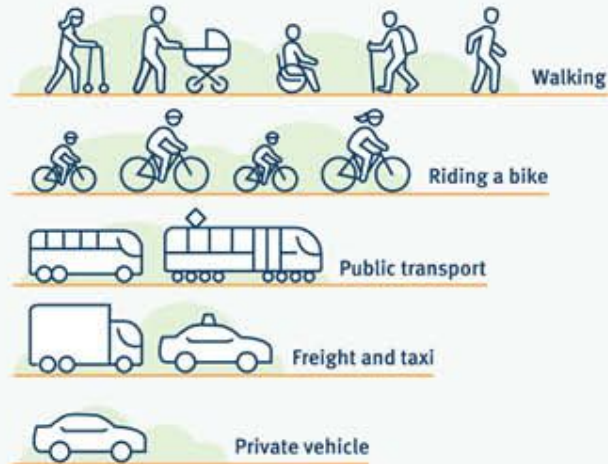 Walking
Riding a bike
Public transport
Freight and taxi
Private vehicle